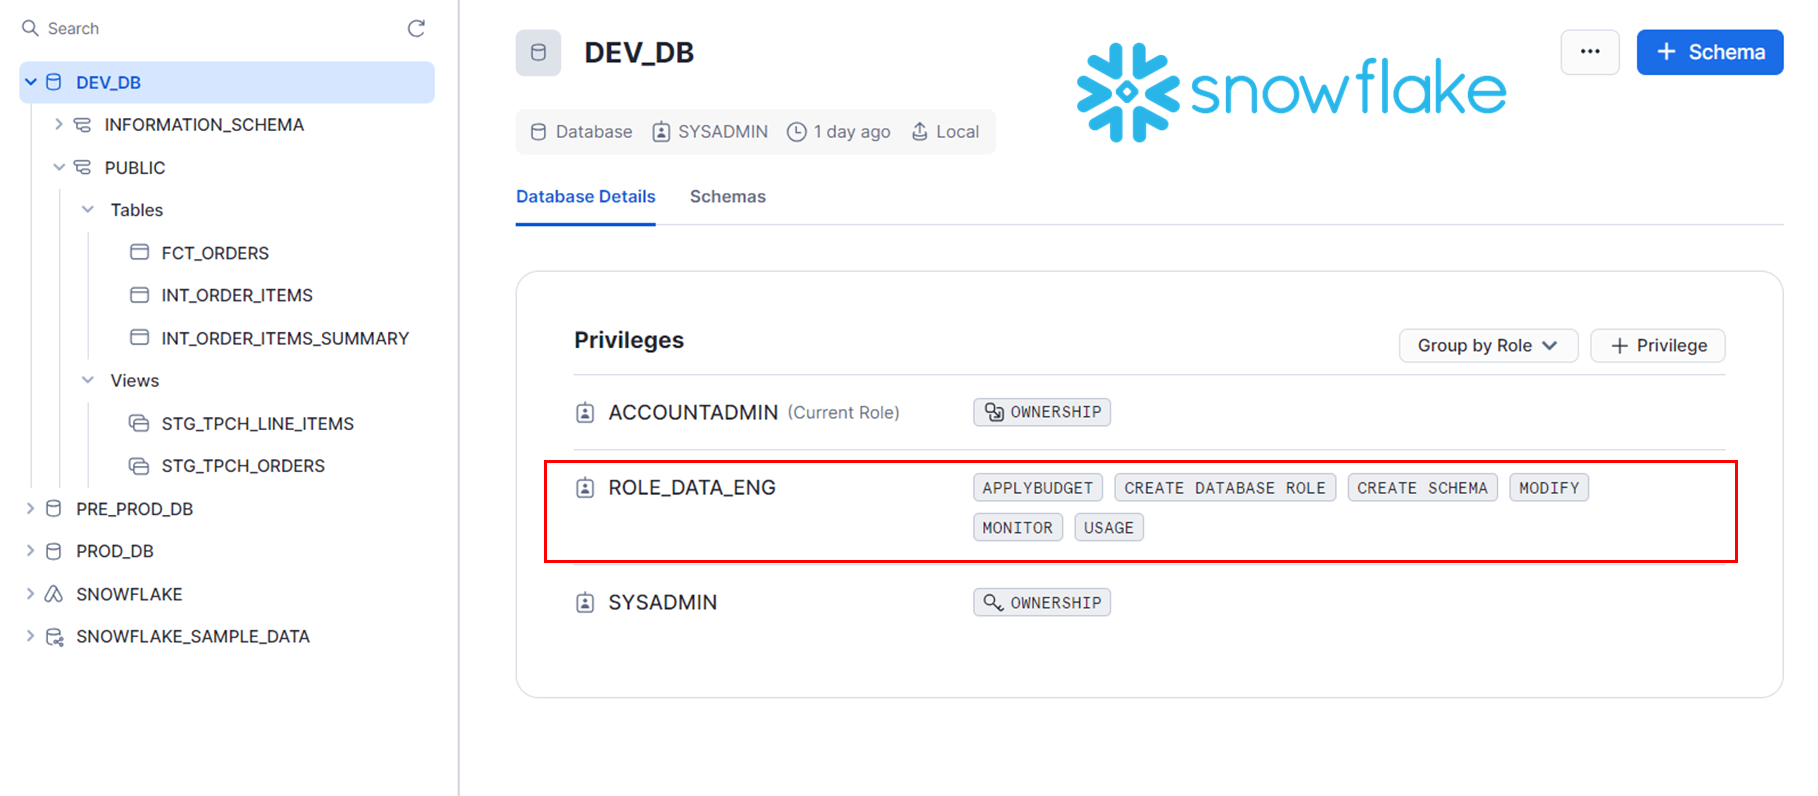 Search
DEV_DB
INFORMATION_SCHEMA
PUBLIC
Tables
FCT_ORDERS
INT_ORDER_ITEMS
INT_ORDER_ITEMS_SUMMARY
Views
STG_TPCH_LINE_ITEMS
STG_TPCH_ORDERS
PRE_PROD_DB
PROD_DB
SNOWFLAKE
SNOWFLAKE_SAMPLE_DATA
DEV_DB
snowflake
... + Schema
Database SYSADMIN 1 day ago Local
Database Details Schemas
Privileges
Group by Role + Privilege
ACCOUNTADMIN (Current Role) OWNERSHIP
ROLE_DATA_ENG APPLYBUDGET CREATE DATABASE ROLE CREATE SCHEMA MODIFY
MONITOR USAGE
SYSADMIN OWNERSHIP